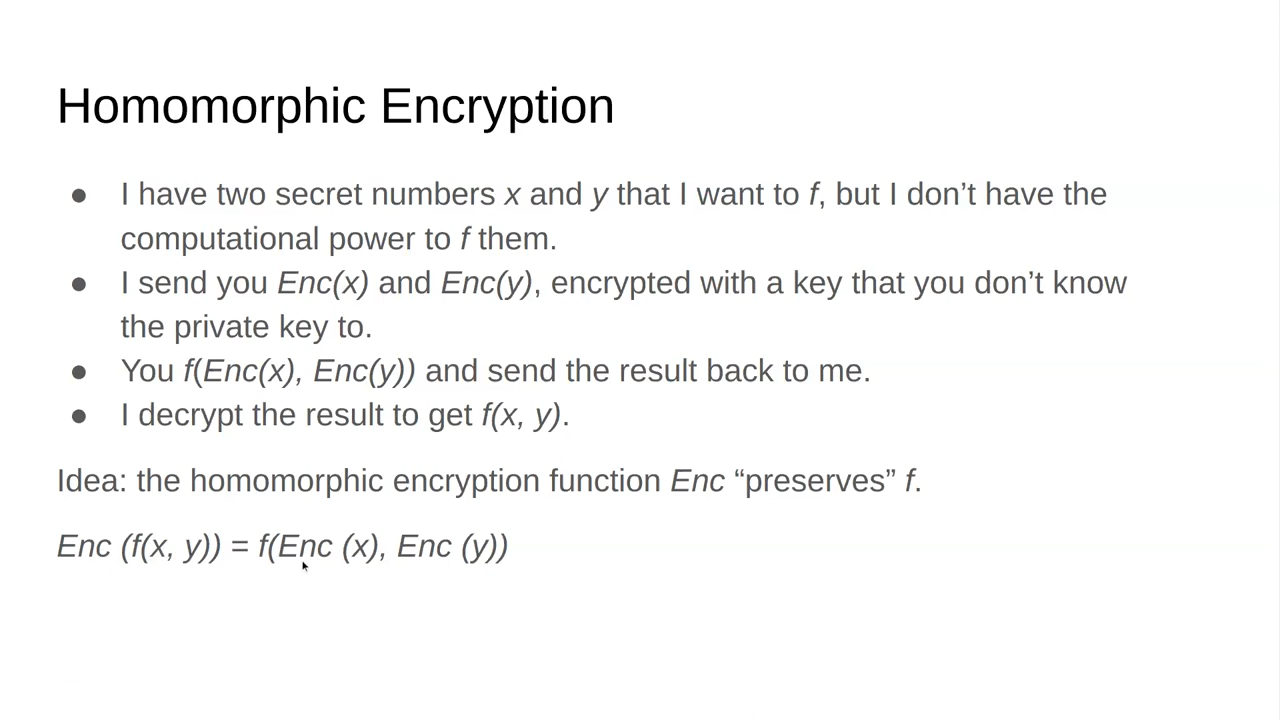 Homomorphic Encryption
● I have two secret numbers x and y that I want to f, but I don’t have the
computational power to f them.
● I send you Enc(x) and Enc(y), encrypted with a key that you don’t know
the private key to.
● You f(Enc(x), Enc(y)) and send the result back to me.
● I decrypt the result to get f(x, y).
Idea: the homomorphic encryption function Enc “preserves” f.
Enc (f(x, y)) = f(Enc (x), Enc (y))